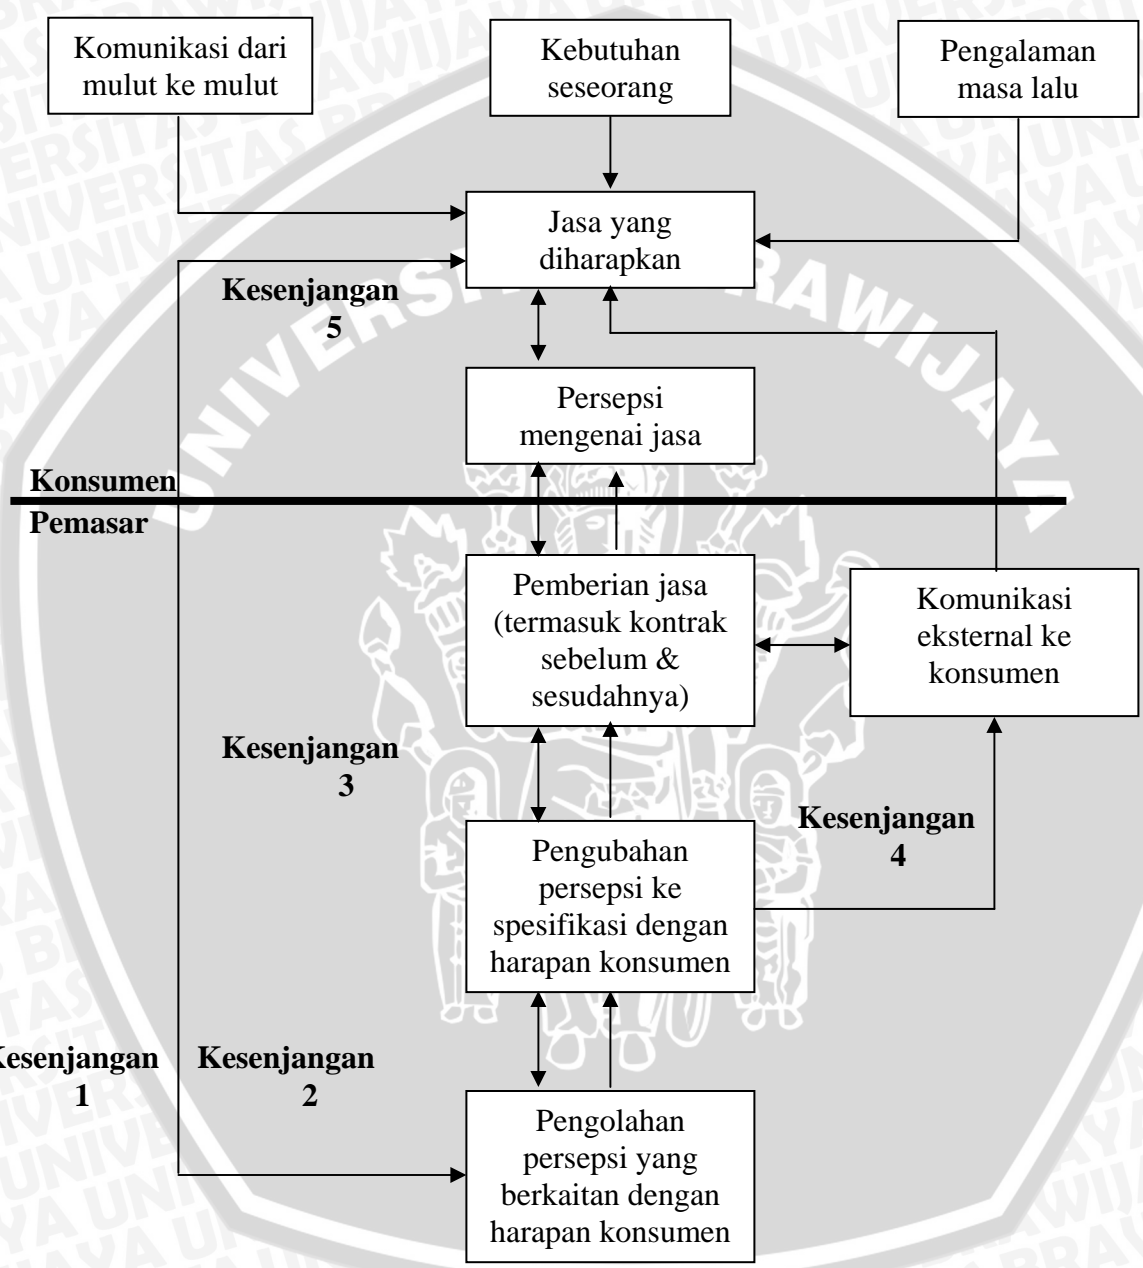 Komunikasi dari
mulut ke mulut
Kebutuhan
seseorang
Pengalaman
masa lalu
Jasa yang
diharapkan
Kesenjangan
5
UNIVERSITAS BRAWIJAYA
Persepsi
mengenai jasa
Konsumen
Pemasar
Pemberian jasa
(termasuk kontrak
sebelum &
sesudahnya)
Komunikasi
eksternal ke
konsumen
Kesenjangan
3
Kesenjangan
4
Pengubahan
persepsi ke
spesifikasi dengan
harapan konsumen
Kesenjangan
1
Kesenjangan
2
Pengolahan
persepsi yang
berkaitan dengan
harapan konsumen